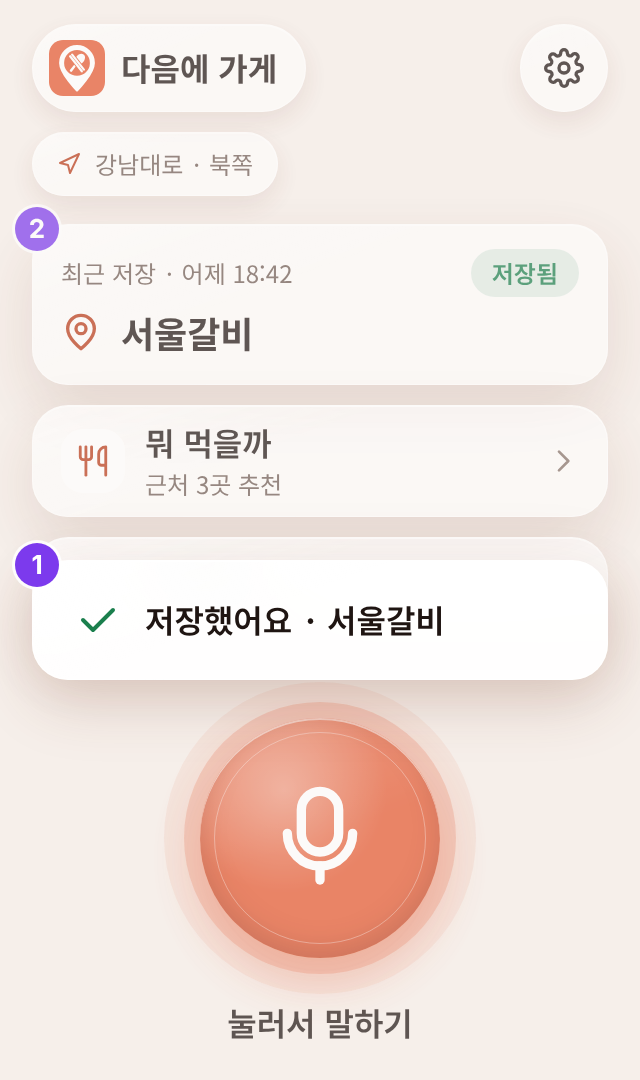 다음에 가게
강남대로 · 북쪽
2
최근 저장 · 어제 18:42
저장됨
서울갈비
뭐 먹을까
근처 3곳 추천
1
저장했어요 · 서울갈비
눌러서 말하기